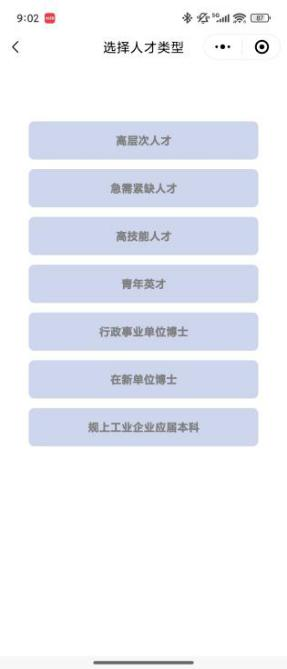 9:02
5G
87
选择人才类型
高层次人才
急需紧缺人才
高技能人才
青年英才
行政事业单位博士
在新单位博士
规上工业企业应届本科